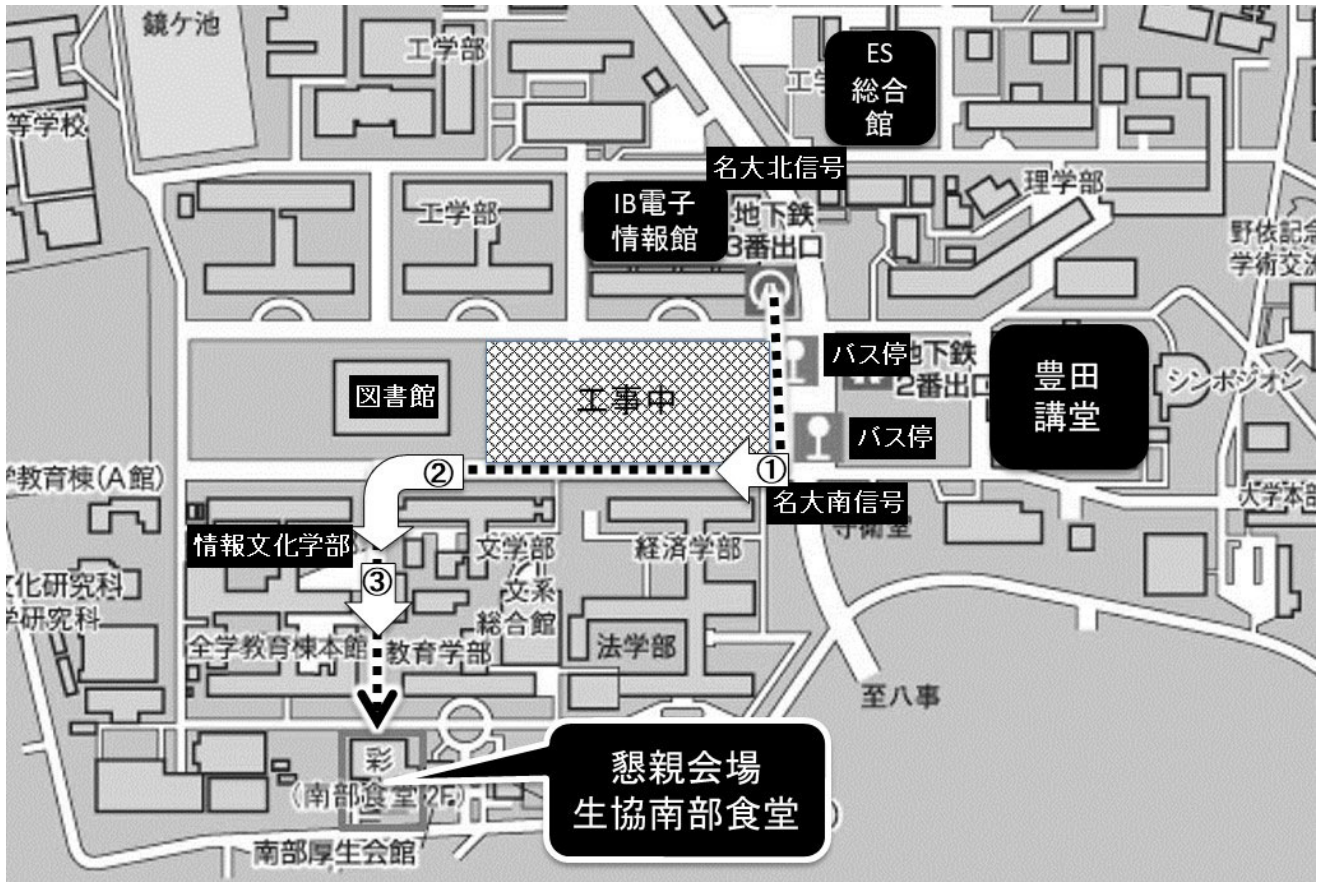 鏡ケ池
工学部
ES
総合
館
等学校
名大北信号
IB電子
情報館
地下鉄
3番出口
理学部
工学部
野依記念
学術交流
バス停
地下鉄
2番出口
豊田
講堂
シンポジオン
図書館
工事中
バス停
学教育棟(A館)
②
①
名大南信号
大学本部
守衛室
情報文化学部
文学部
経済学部
③
文化研究科
学研究科
文系
総合館
全学教育棟本館
教育学部
法学部
至八事
彩
(南部食堂2F)
懇親会場
生協南部食堂
南部厚生会館